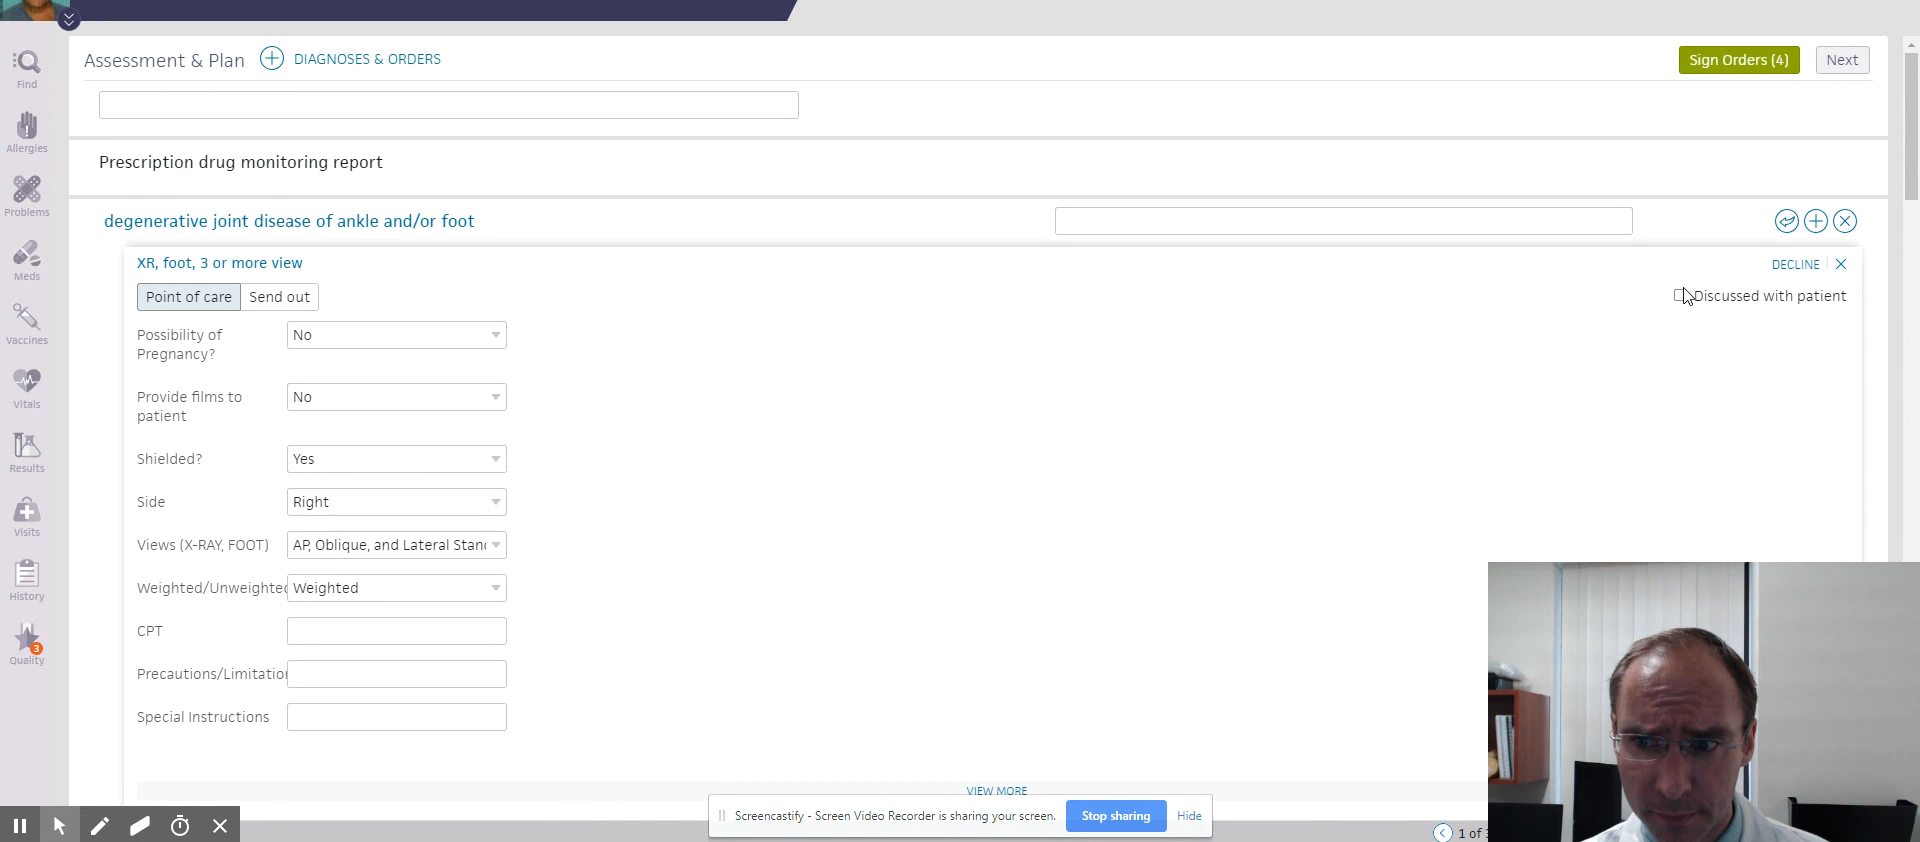 Assessment & Plan DIAGNOSES & ORDERS Sign Orders (4) Next
Find
Allergies
Problems
Meds
Vaccines
Vitals
Results
Visits
History
3
Quality
Prescription drug monitoring report
degenerative joint disease of ankle and/or foot
XR, foot, 3 or more view DECLINE
Point of care Send out Discussed with patient
Possibility of Pregnancy? No
Provide films to patient No
Shielded? Yes
Side Right
Views (X-RAY, FOOT) AP, Oblique, and Lateral Stan
Weighted/Unweighted Weighted
CPT
Precautions/Limitation
Special Instructions
VIEW MORE
Screencastify - Screen Video Recorder is sharing your screen. Stop sharing Hide
1 of